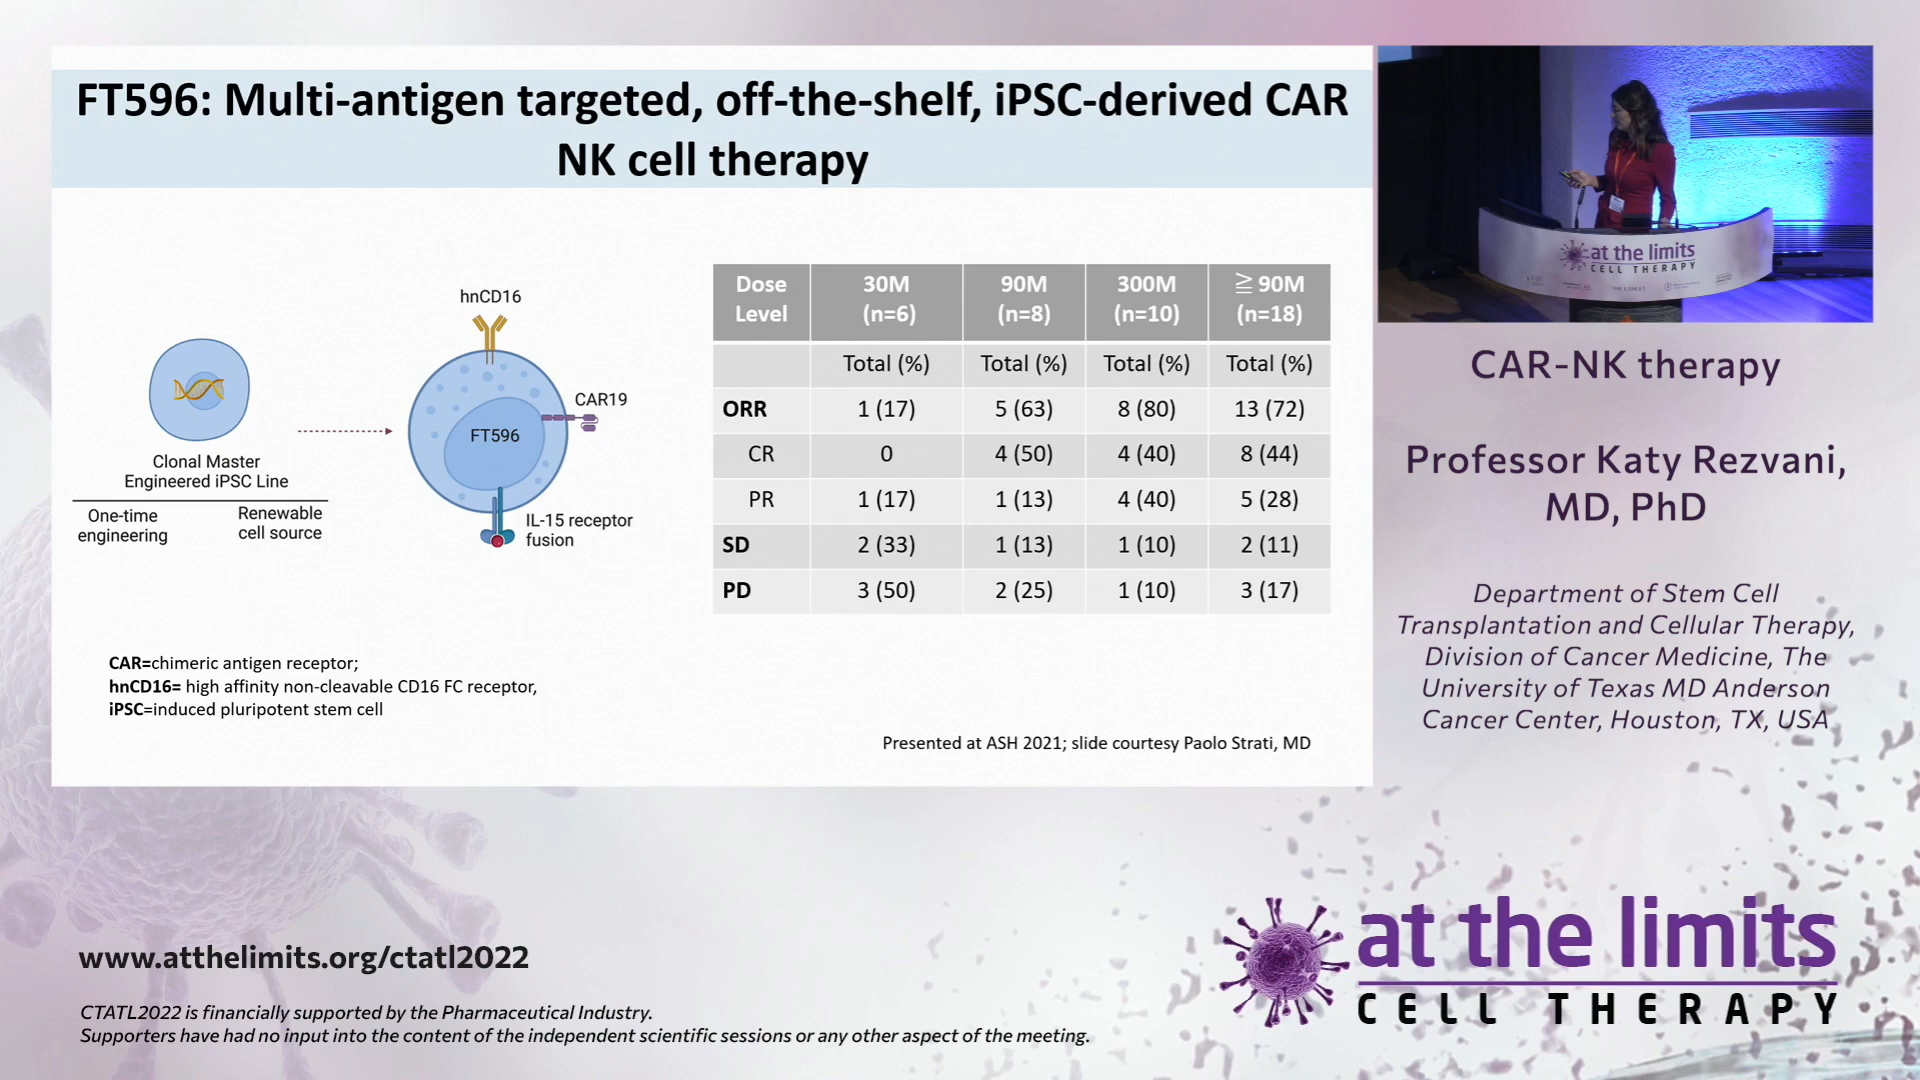 FT596: Multi-antigen targeted, off-the-shelf, iPSC-derived CAR
NK cell therapy
hnCD16
CAR19
FT596
IL-15 receptor
fusion
Clonal Master
Engineered iPSC Line
One-time
engineering
Renewable
cell source
Dose Level | 30M (n=6) | 90M (n=8) | 300M (n=10) | ≧ 90M (n=18)
Total (%) | Total (%) | Total (%) | Total (%)
ORR | 1 (17) | 5 (63) | 8 (80) | 13 (72)
CR | 0 | 4 (50) | 4 (40) | 8 (44)
PR | 1 (17) | 1 (13) | 4 (40) | 5 (28)
SD | 2 (33) | 1 (13) | 1 (10) | 2 (11)
PD | 3 (50) | 2 (25) | 1 (10) | 3 (17)
CAR=chimeric antigen receptor;
hnCD16= high affinity non-cleavable CD16 FC receptor,
iPSC=induced pluripotent stem cell
Presented at ASH 2021; slide courtesy Paolo Strati, MD
at the limits
CELL THERAPY
CAR-NK therapy
Professor Katy Rezvani,
MD, PhD
Department of Stem Cell
Transplantation and Cellular Therapy,
Division of Cancer Medicine, The
University of Texas MD Anderson
Cancer Center, Houston, TX, USA
www.atthelimits.org/ctatl2022
CTATL2022 is financially supported by the Pharmaceutical Industry.
Supporters have had no input into the content of the independent scientific sessions or any other aspect of the meeting.
at the limits
CELL THERAPY